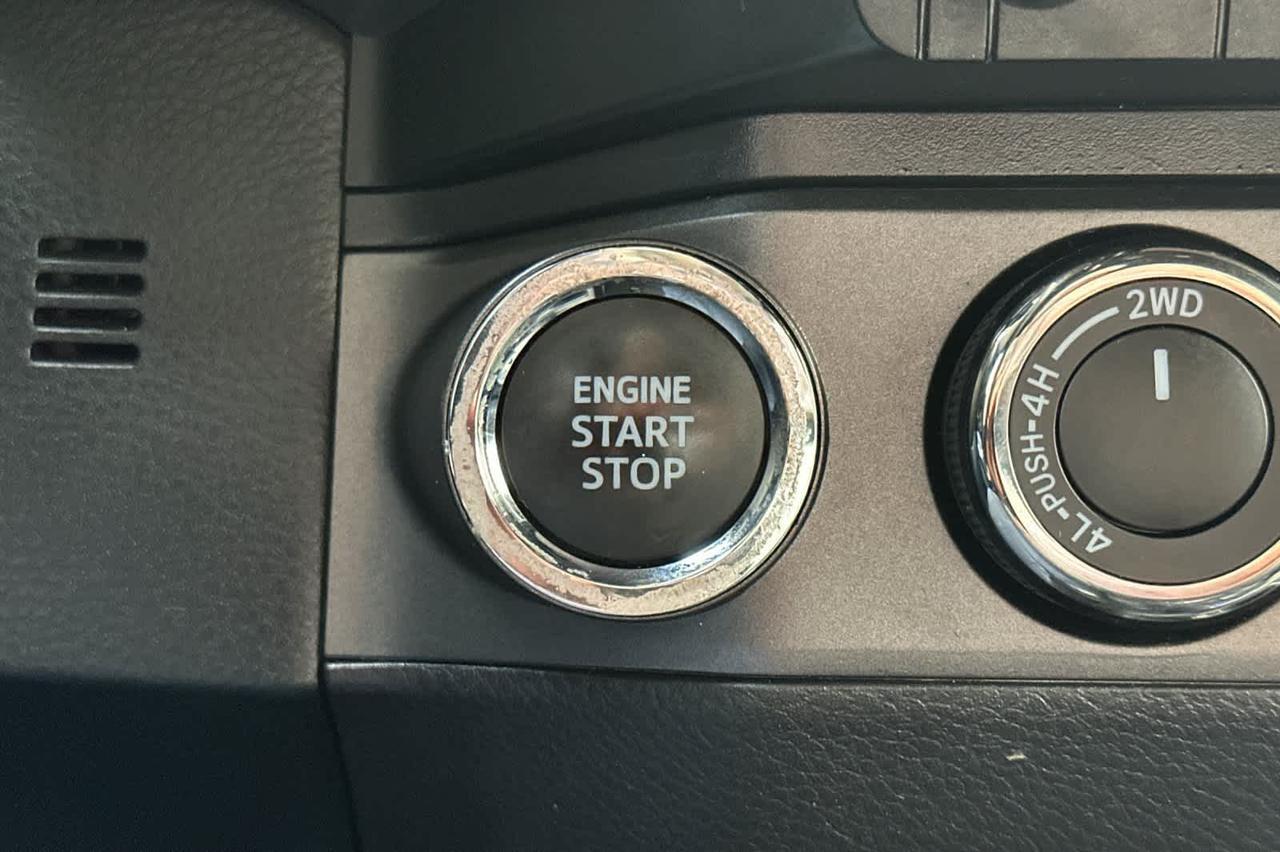 ENGINE
START
STOP
2WD
4L-PUSH-4H